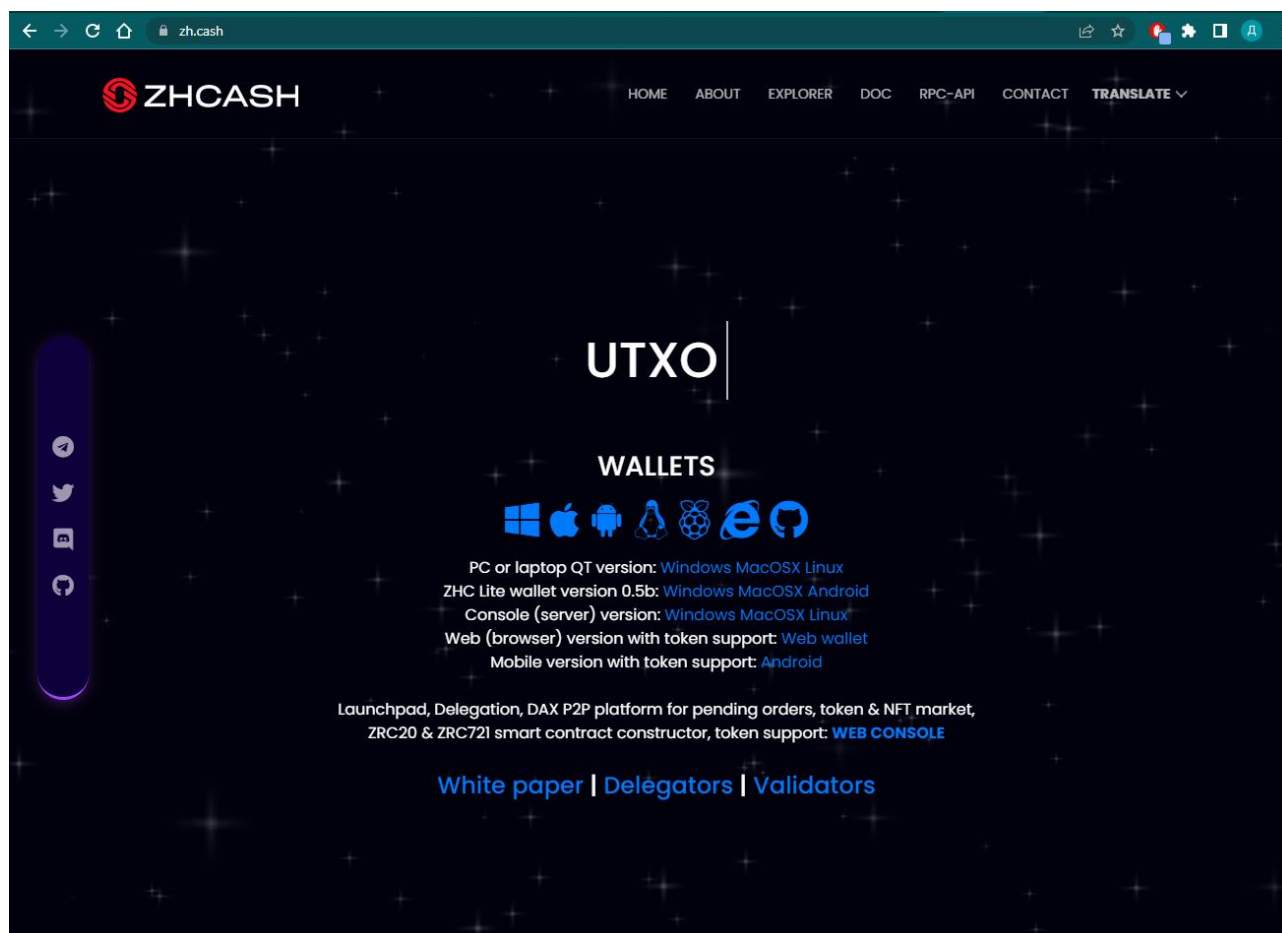 zh.cash
Д
ZHCASH
HOME ABOUT EXPLORER DOC RPC-API CONTACT TRANSLATE
UTXO
WALLETS
PC or laptop QT version: Windows MacOSX Linux
ZHC Lite wallet version 0.5b: Windows MacOSX Android
Console (server) version: Windows MacOSX Linux
Web (browser) version with token support: Web wallet
Mobile version with token support: Android
Launchpad, Delegation, DAX P2P platform for pending orders, token & NFT market,
ZRC20 & ZRC721 smart contract constructor, token support: WEB CONSOLE
White paper | Delegators | Validators